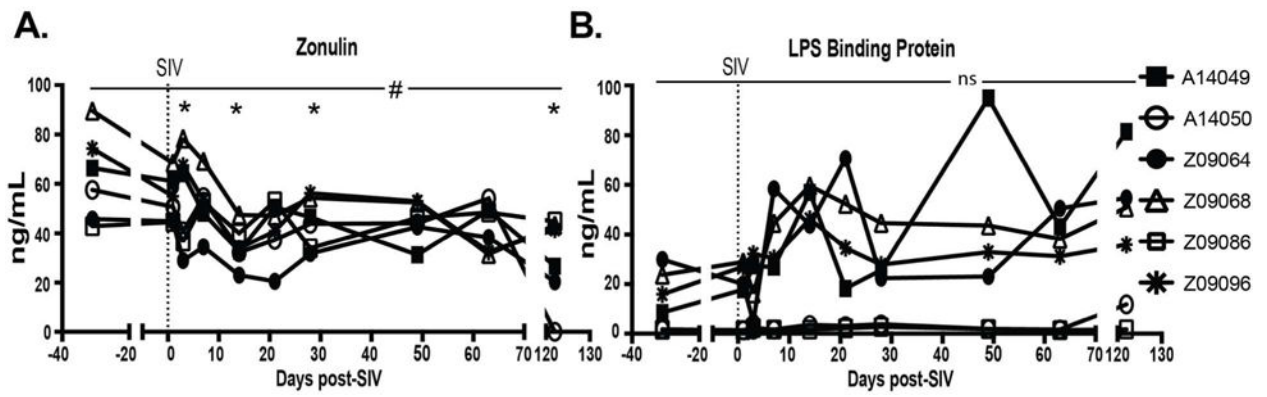 A.
Zonulin
SIV
#
* * * *
ng/mL
100
80
60
40
20
0
-40 -20 0 10 20 30 40 50 60 70 120 130
Days post-SIV
B.
LPS Binding Protein
SIV
ns
ng/mL
100
80
60
40
20
0
-40 -20 0 10 20 30 40 50 60 70 120 130
Days post-SIV
A14049
A14050
Z09064
Z09068
Z09086
Z09096